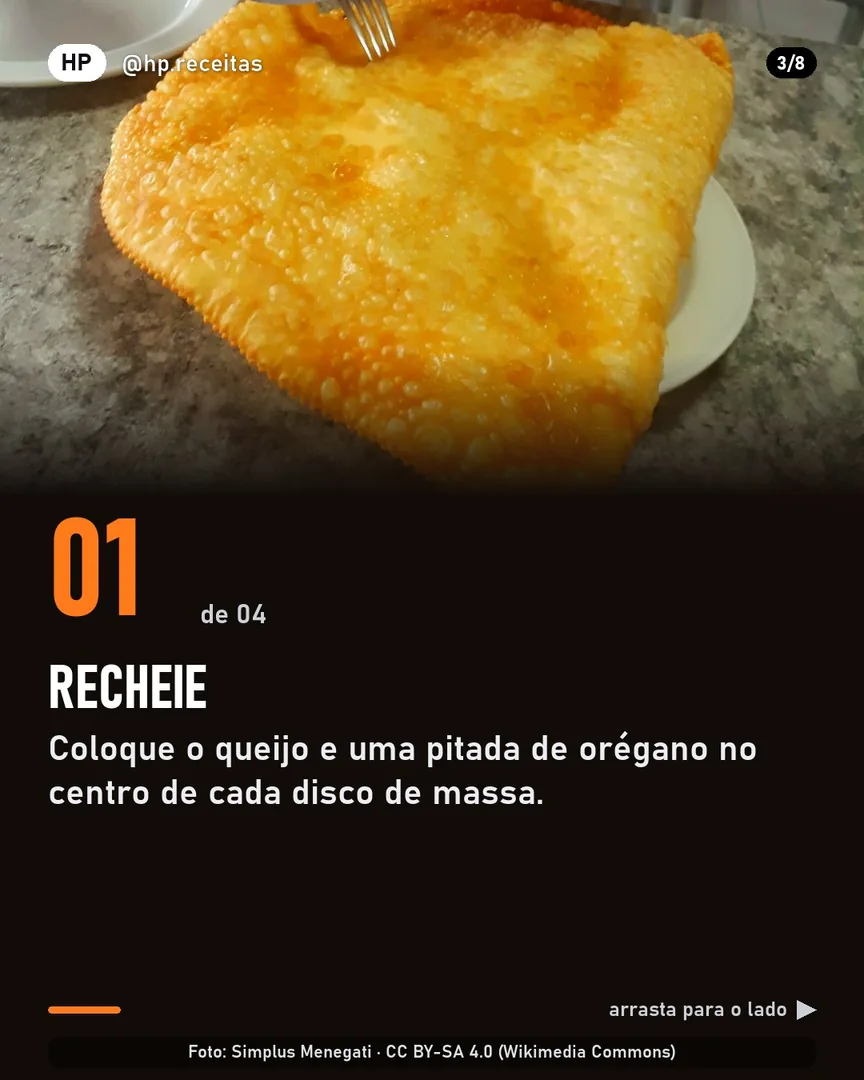 HP @hp.receitas
3/8
01
de 04
RECHEIE
Coloque o queijo e uma pitada de orégano no
centro de cada disco de massa.
arrasta para o lado ▶
Foto: Simplus Menegati · CC BY-SA 4.0 (Wikimedia Commons)